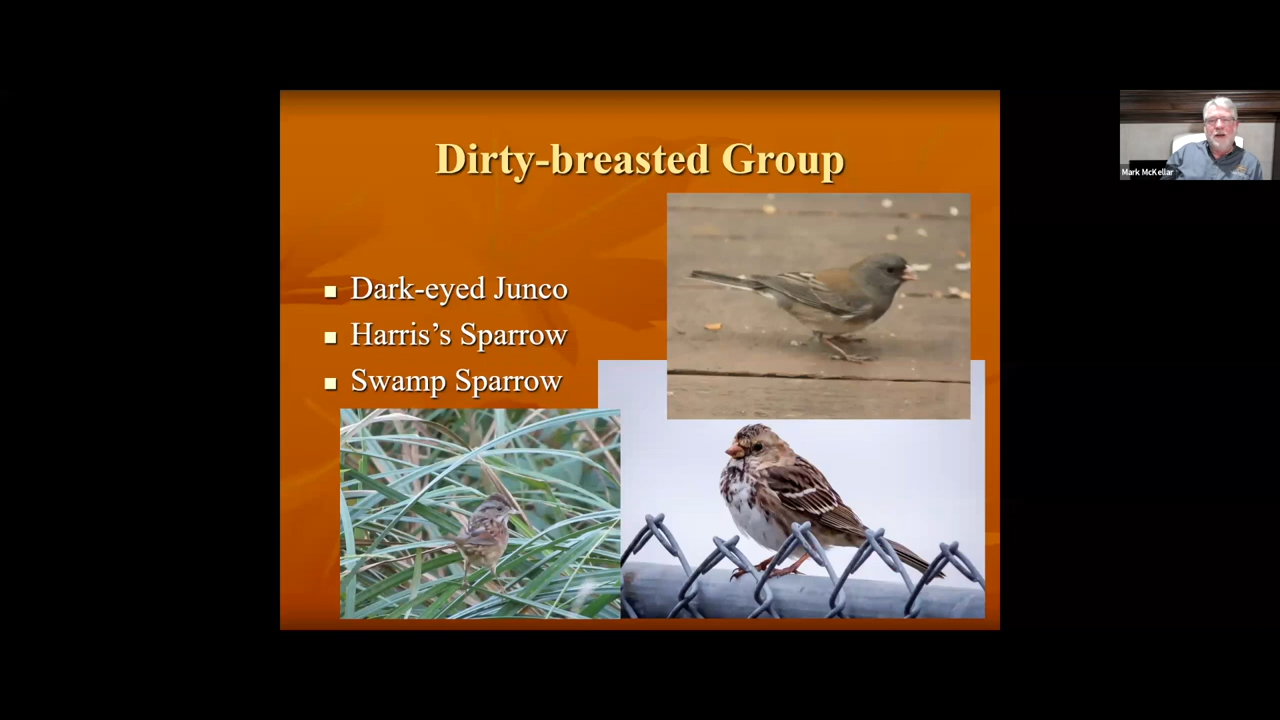 Dirty-breasted Group
Dark-eyed Junco
Harris’s Sparrow
Swamp Sparrow
Mark McKellar